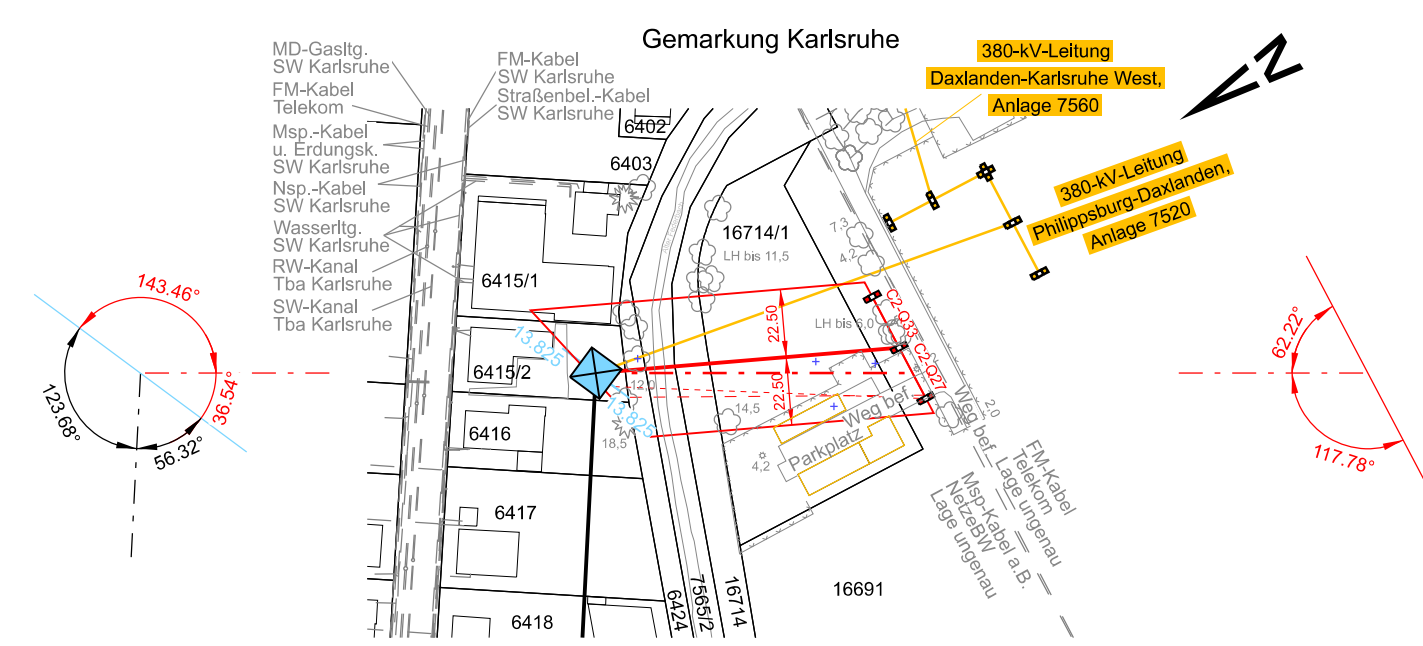 Gemarkung Karlsruhe
MD-Gasltg.
SW Karlsruhe
FM-Kabel
Telekom
Msp.-Kabel
u. Erdungsk.
SW Karlsruhe
Nsp.-Kabel
SW Karlsruhe
Wasserltg.
SW Karlsruhe
RW-Kanal
Tba Karlsruhe
SW-Kanal
Tba Karlsruhe
FM-Kabel
SW Karlsruhe
Straßenbel.-Kabel
SW Karlsruhe
380-kV-Leitung
Daxlanden-Karlsruhe West,
Anlage 7560
N
380-kV-Leitung
Philippsburg-Daxlanden,
Anlage 7520
6402
6403
16714/1
LH bis 11,5
7,3
4,2
6415/1
143.46°
36.54°
123.68°
56.32°
13.825
6415/2
13.825
12,0
22.50
22.50
LH bis 6,0
C2-Q33
C2-Q27
62.22°
117.78°
6416
18,5
14,5
4,2
Parkplatz
Weg bef.
Weg bef.
2,0
FM-Kabel
Telekom
Lage ungenau
Msp-Kabel a.B.
NetzeBW
Lage ungenau
6417
6418
6424
7565/2
16714
16691